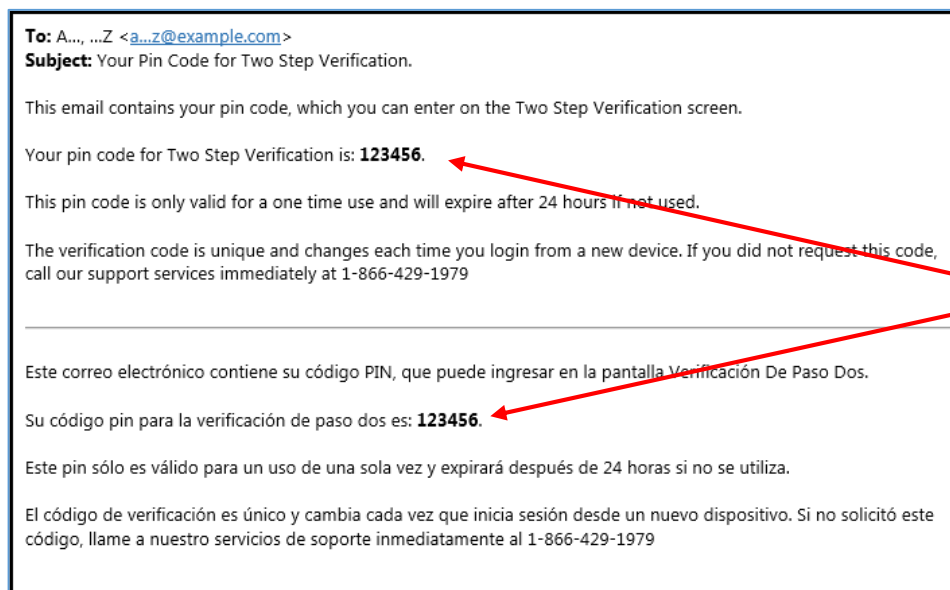 To: A..., ...Z <a...z@example.com>
Subject: Your Pin Code for Two Step Verification.
This email contains your pin code, which you can enter on the Two Step Verification screen.
Your pin code for Two Step Verification is: 123456.
This pin code is only valid for a one time use and will expire after 24 hours if not used.
The verification code is unique and changes each time you login from a new device. If you did not request this code,
call our support services immediately at 1-866-429-1979
Este correo electrónico contiene su código PIN, que puede ingresar en la pantalla Verificación De Paso Dos.
Su código pin para la verificación de paso dos es: 123456.
Este pin sólo es válido para un uso de una sola vez y expirará después de 24 horas si no se utiliza.
El código de verificación es único y cambia cada vez que inicia sesión desde un nuevo dispositivo. Si no solicitó este
código, llame a nuestro servicios de soporte inmediatamente al 1-866-429-1979